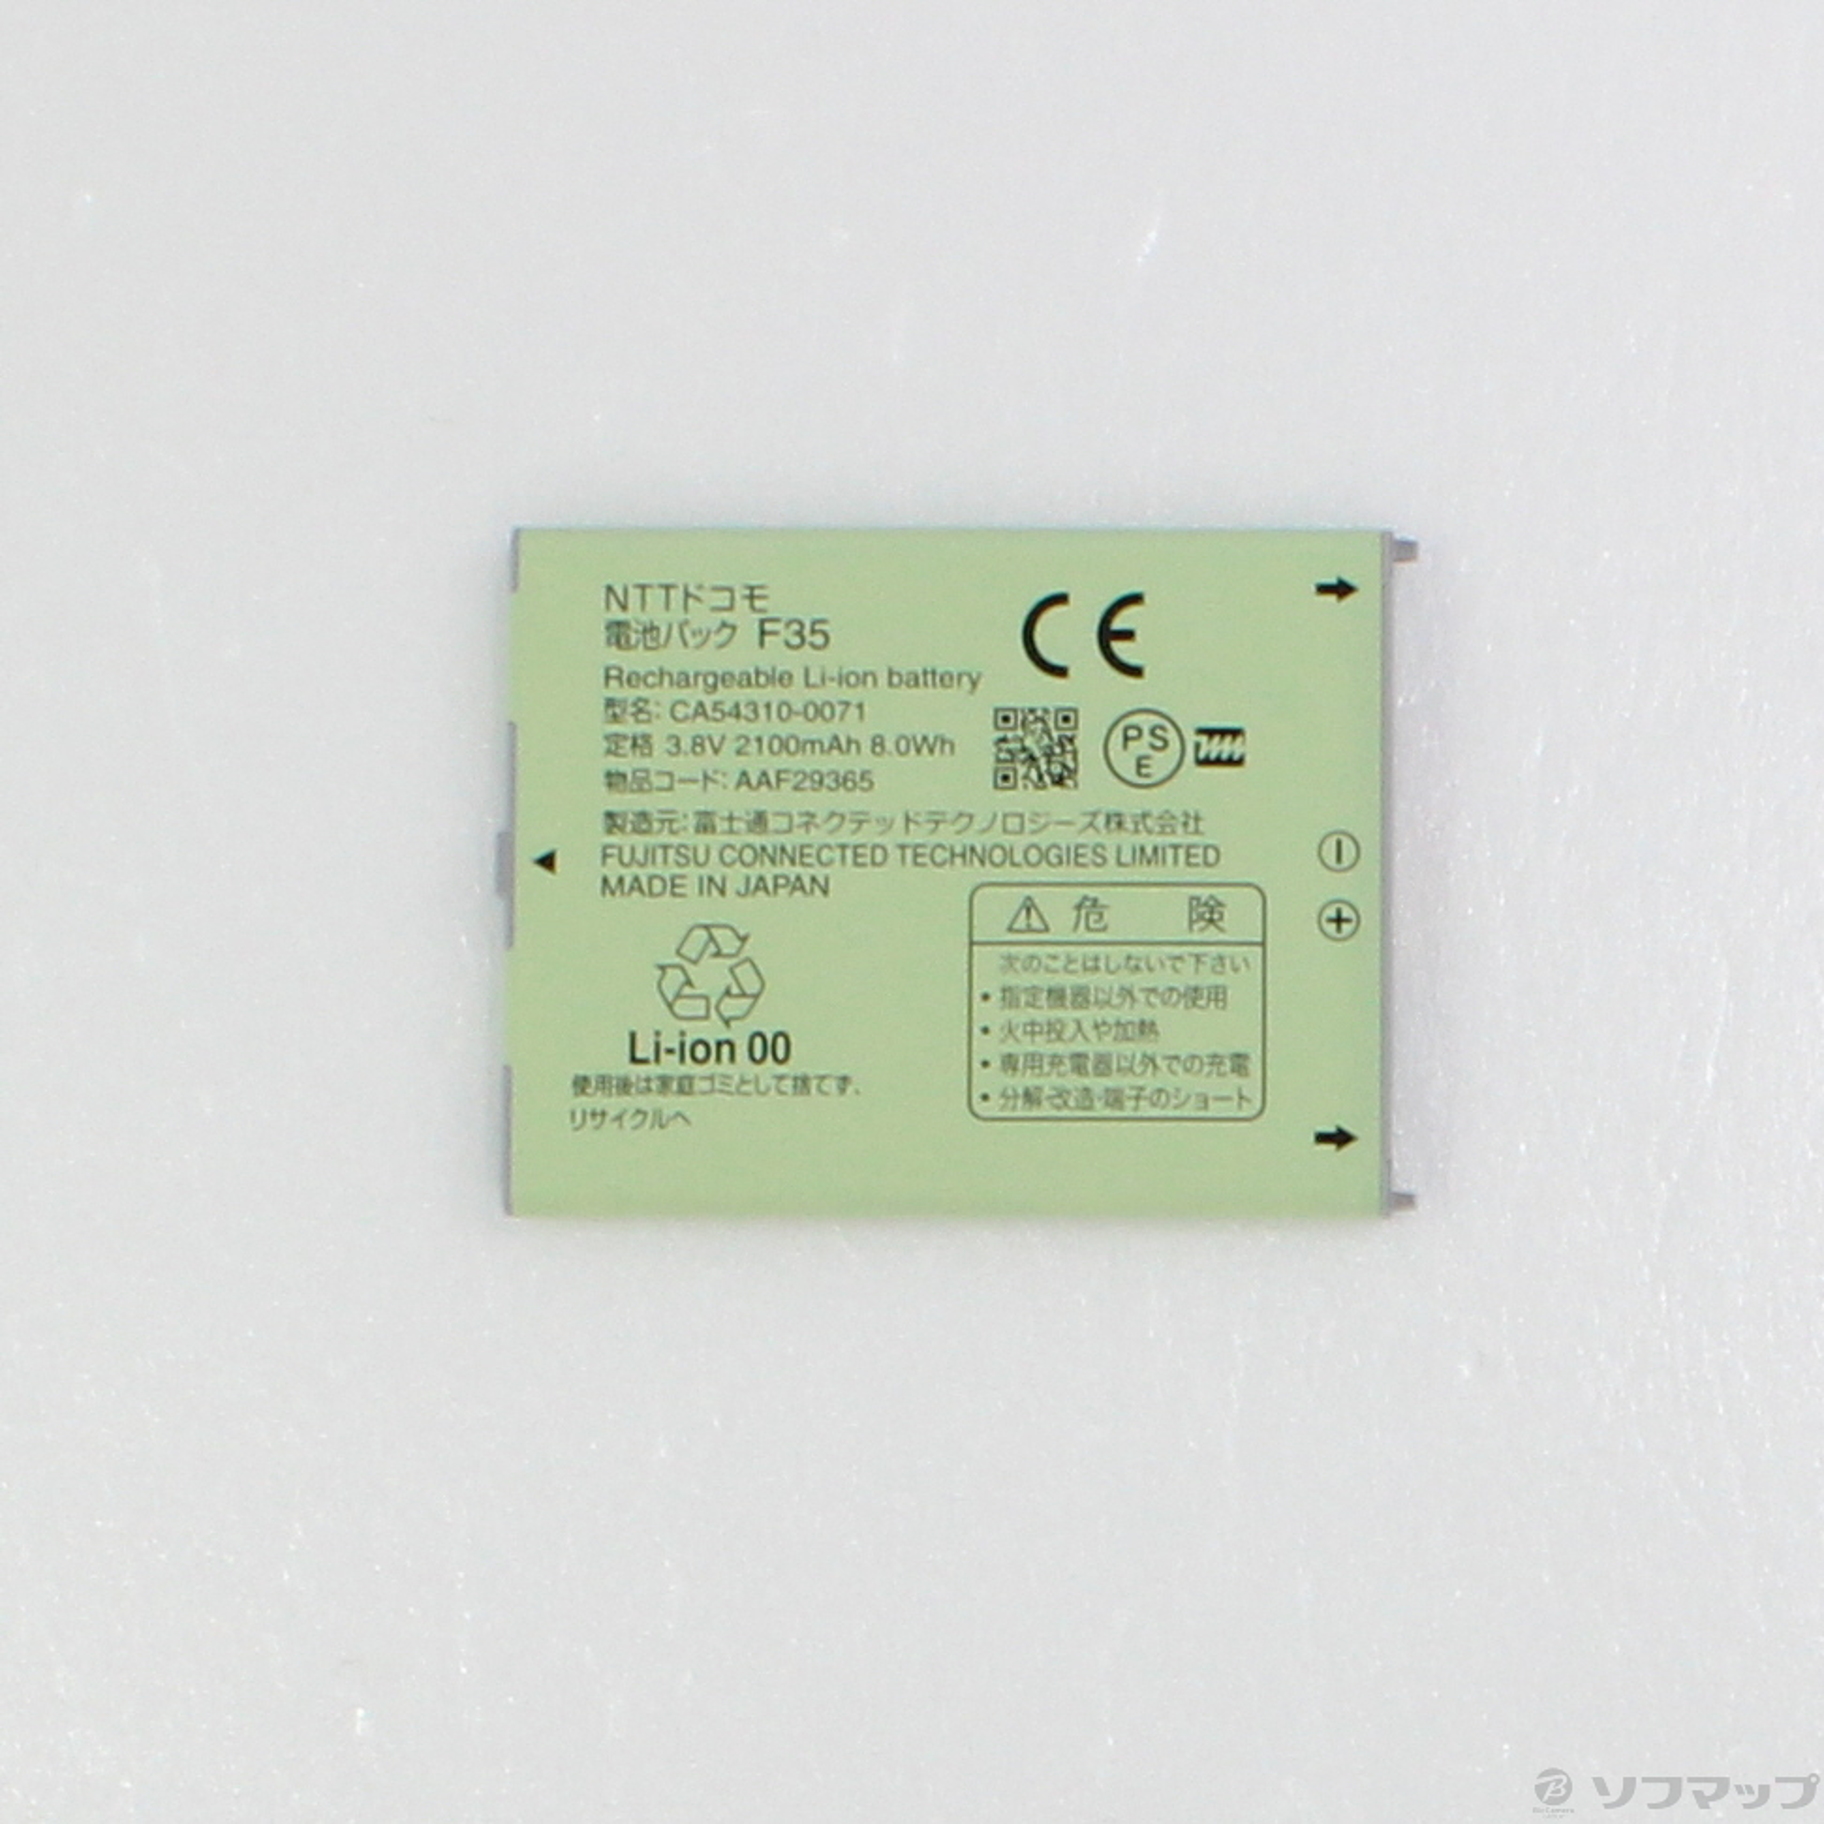 NTTドコモ
電池パック F35
Rechargeable Li-ion battery
型名: CA54310-0071
定格 3.8V 2100mAh 8.0Wh
物品コード: AAF29365
CE
PS
E
製造元: 富士通コネクテッドテクノロジーズ株式会社
FUJITSU CONNECTED TECHNOLOGIES LIMITED
MADE IN JAPAN
Li-ion 00
使用後は家庭ゴミとして捨てず、
リサイクルへ
危 険
次のことはしないで下さい
・指定機器以外での使用
・火中投入や加熱
・専用充電器以外での充電
・分解・改造・端子のショート
ソフマップ